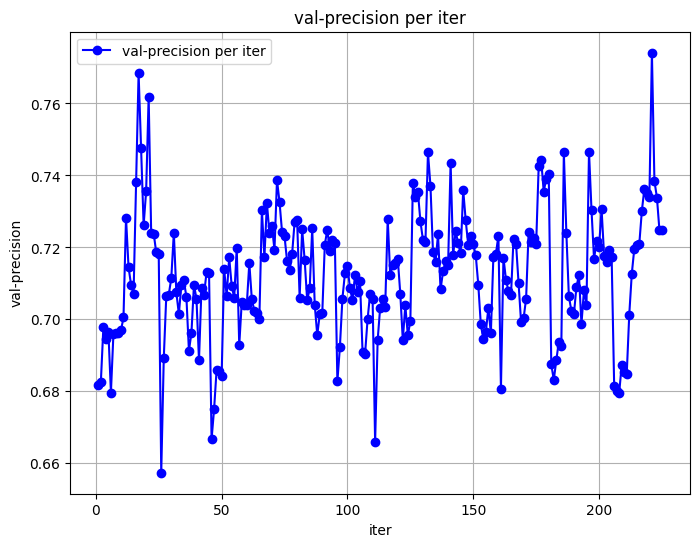 val-precision per iter
val-precision per iter
val-precision
0.76
0.74
0.72
0.70
0.68
0.66
0
50
100
150
200
iter